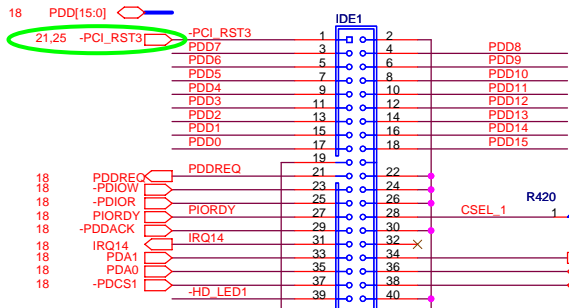 18 PDD[15:0]
IDE1
21,25 -PCI_RST3 -PCI_RST3 1 2
PDD7 3 4 PDD8
PDD6 5 6 PDD9
PDD5 7 8 PDD10
PDD4 9 10 PDD11
PDD3 11 12 PDD12
PDD2 13 14 PDD13
PDD1 15 16 PDD14
PDD0 17 18 PDD15
19
18 PDDREQ PDDREQ 21 22
18 -PDIOW 23 24
18 -PDIOR 25 26 R420
18 PIORDY PIORDY 27 28 CSEL_1 1
18 -PDDACK 29 30
18 IRQ14 IRQ14 31 32
18 PDA1 33 34
18 PDA0 35 36
18 -PDCS1 37 38
-HD_LED1 39 40